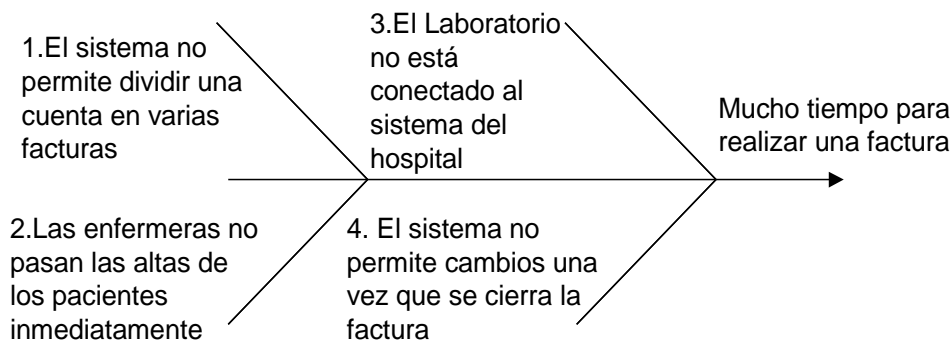 1.El sistema no
permite dividir una
cuenta en varias
facturas
3.El Laboratorio
no está
conectado al
sistema del
hospital
Mucho tiempo para
realizar una factura
2.Las enfermeras no
pasan las altas de
los pacientes
inmediatamente
4. El sistema no
permite cambios una
vez que se cierra la
factura